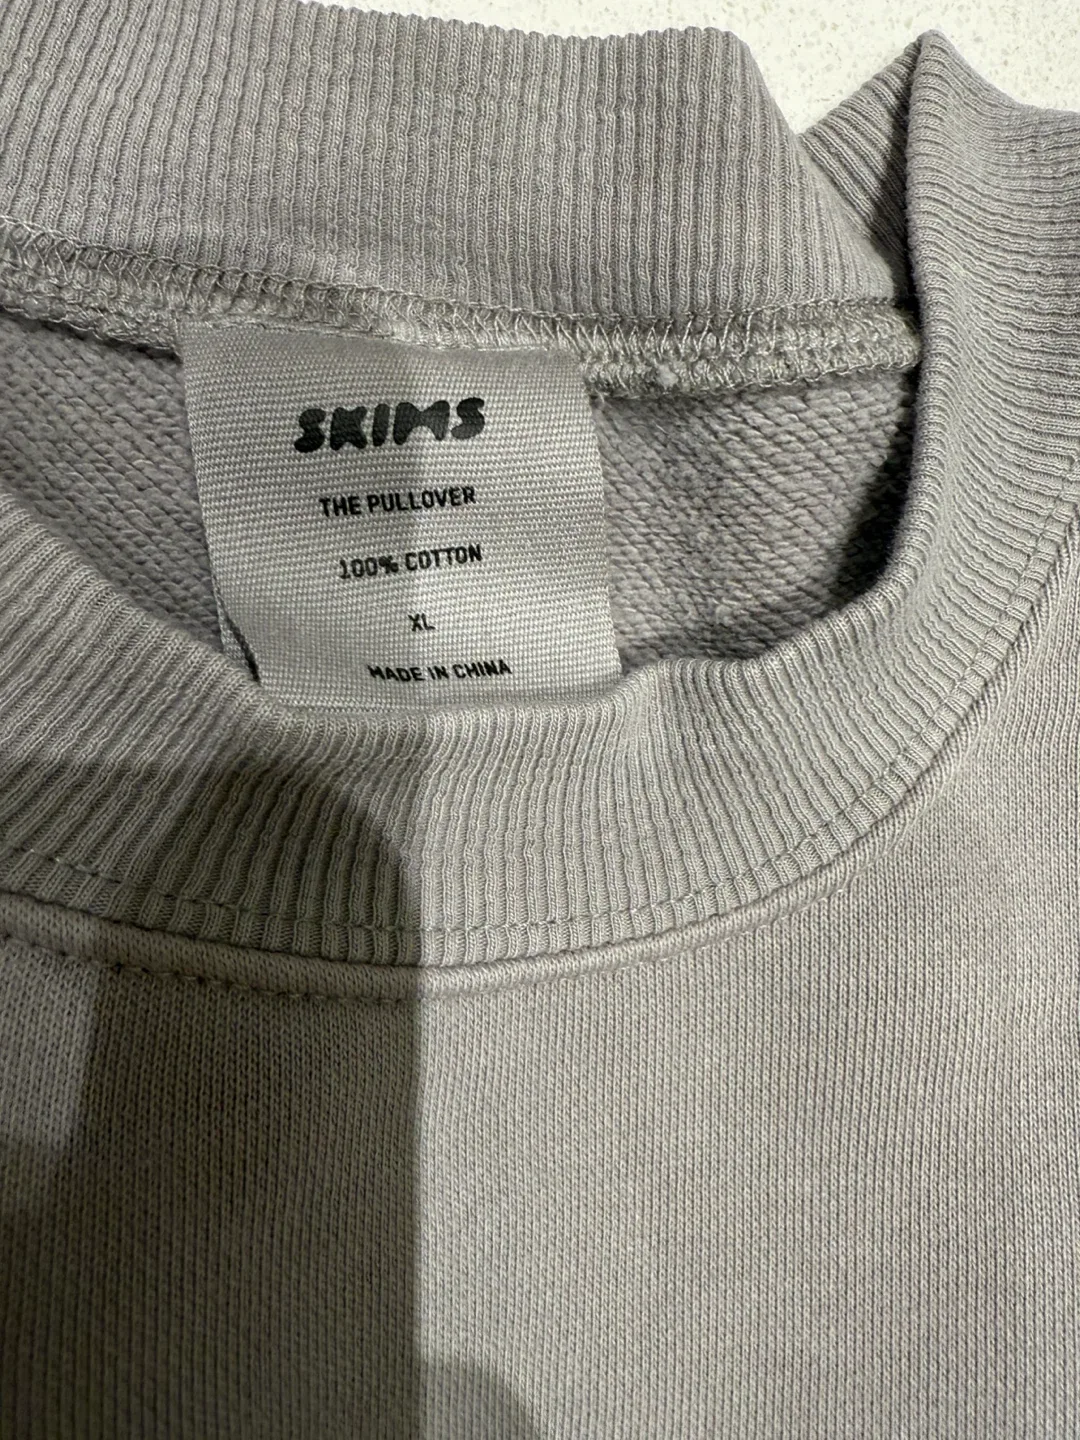 SKIMS
THE PULLOVER
100% COTTON
XL
MADE IN CHINA